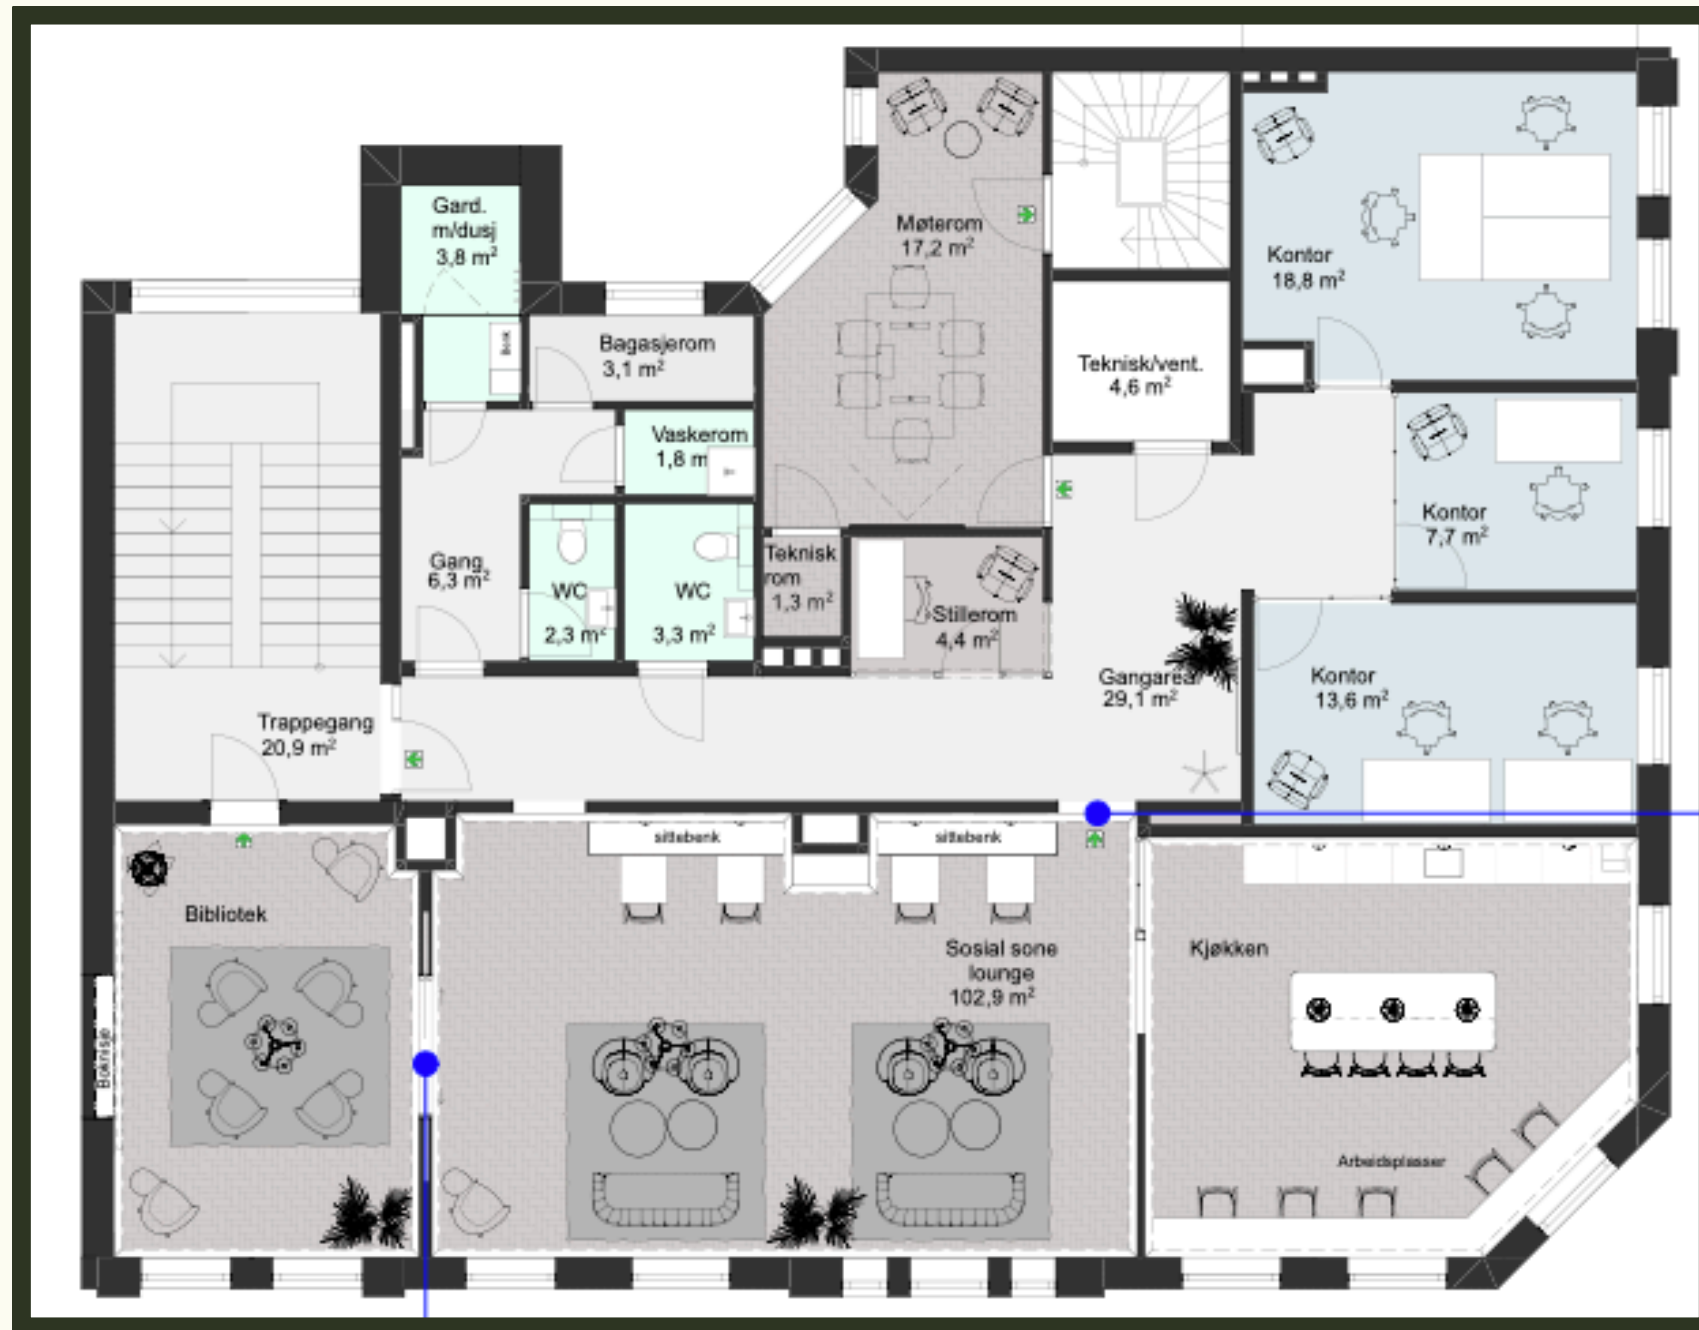 Gard.
m/dusj
3,8 m²
Benk
Bagasjerom
3,1 m²
Vaskerom
1,8 m
Møterom
17,2 m²
Kontor
18,8 m²
Teknisk/vent.
4,6 m²
Gang
6,3 m²
WC
2,3 m²
WC
3,3 m²
Teknisk
rom
1,3 m²
Stillerom
4,4 m²
Kontor
7,7 m²
Gangareal
29,1 m²
Kontor
13,6 m²
Trappegang
20,9 m²
sittebenk
sittebenk
Bibliotek
Boknisje
Sosial sone
lounge
102,9 m²
Kjøkken
Arbeidsplasser